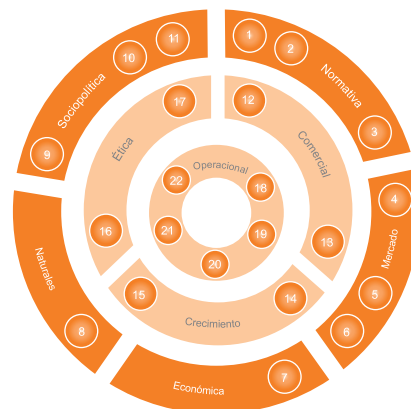 1
2
Normativa
3
4
Mercado
5
6
7
Económica
8
Naturales
9
Sociopolítica
10
11
12
Comercial
13
14
Crecimiento
15
16
Ética
17
Operacional
18
19
20
21
22